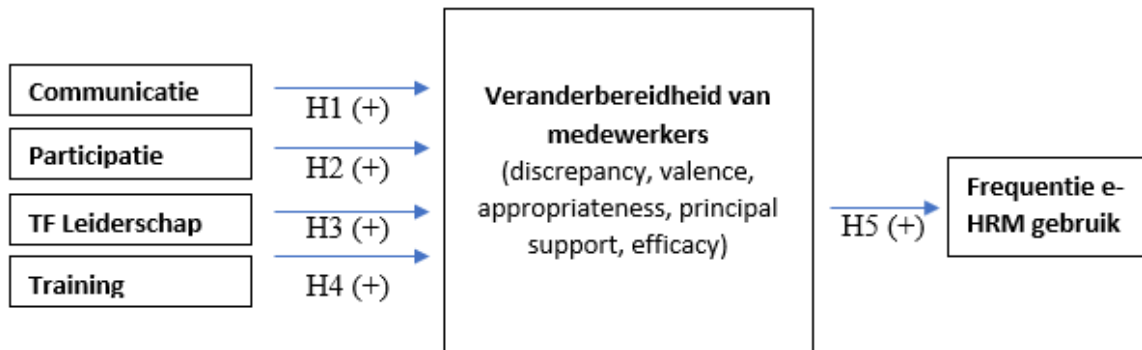 Communicatie
H1 (+)
Participatie
H2 (+)
TF Leiderschap
H3 (+)
Training
H4 (+)
Veranderbereidheid van
medewerkers
(discrepancy, valence,
appropriateness, principal
support, efficacy)
H5 (+)
Frequentie e-
HRM gebruik